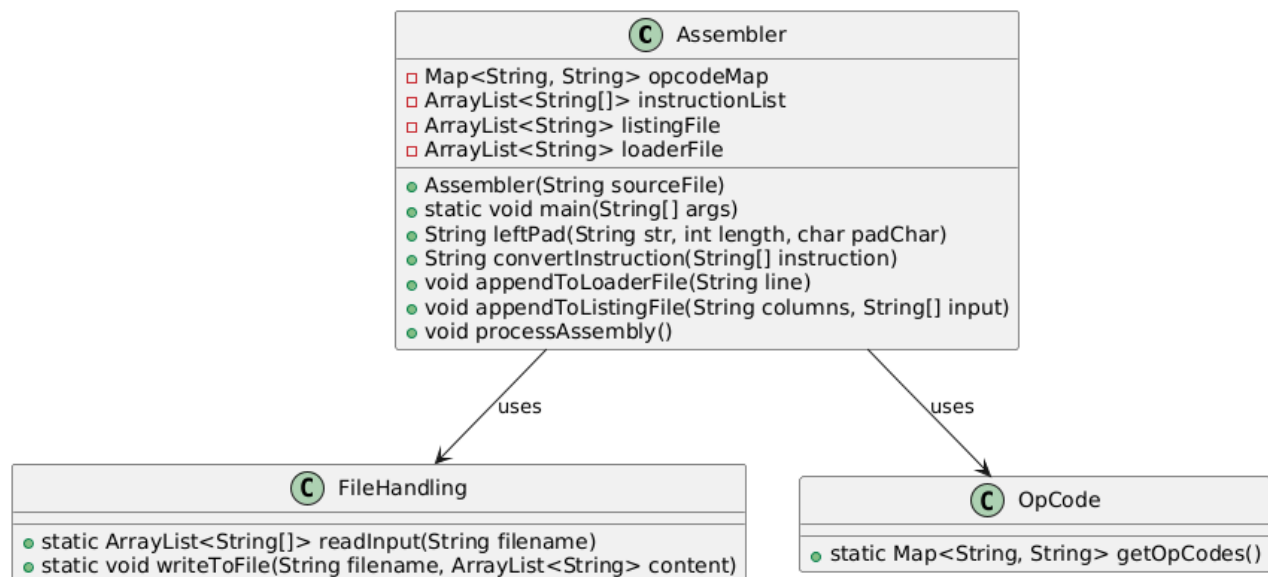 C Assembler
Map<String, String> opcodeMap
ArrayList<String[]> instructionList
ArrayList<String> listingFile
ArrayList<String> loaderFile
Assembler(String sourceFile)
static void main(String[] args)
String leftPad(String str, int length, char padChar)
String convertInstruction(String[] instruction)
void appendToLoaderFile(String line)
void appendToListingFile(String columns, String[] input)
void processAssembly()
uses
uses
C FileHandling
static ArrayList<String[]> readInput(String filename)
static void writeToFile(String filename, ArrayList<String> content)
C OpCode
static Map<String, String> getOpCodes()